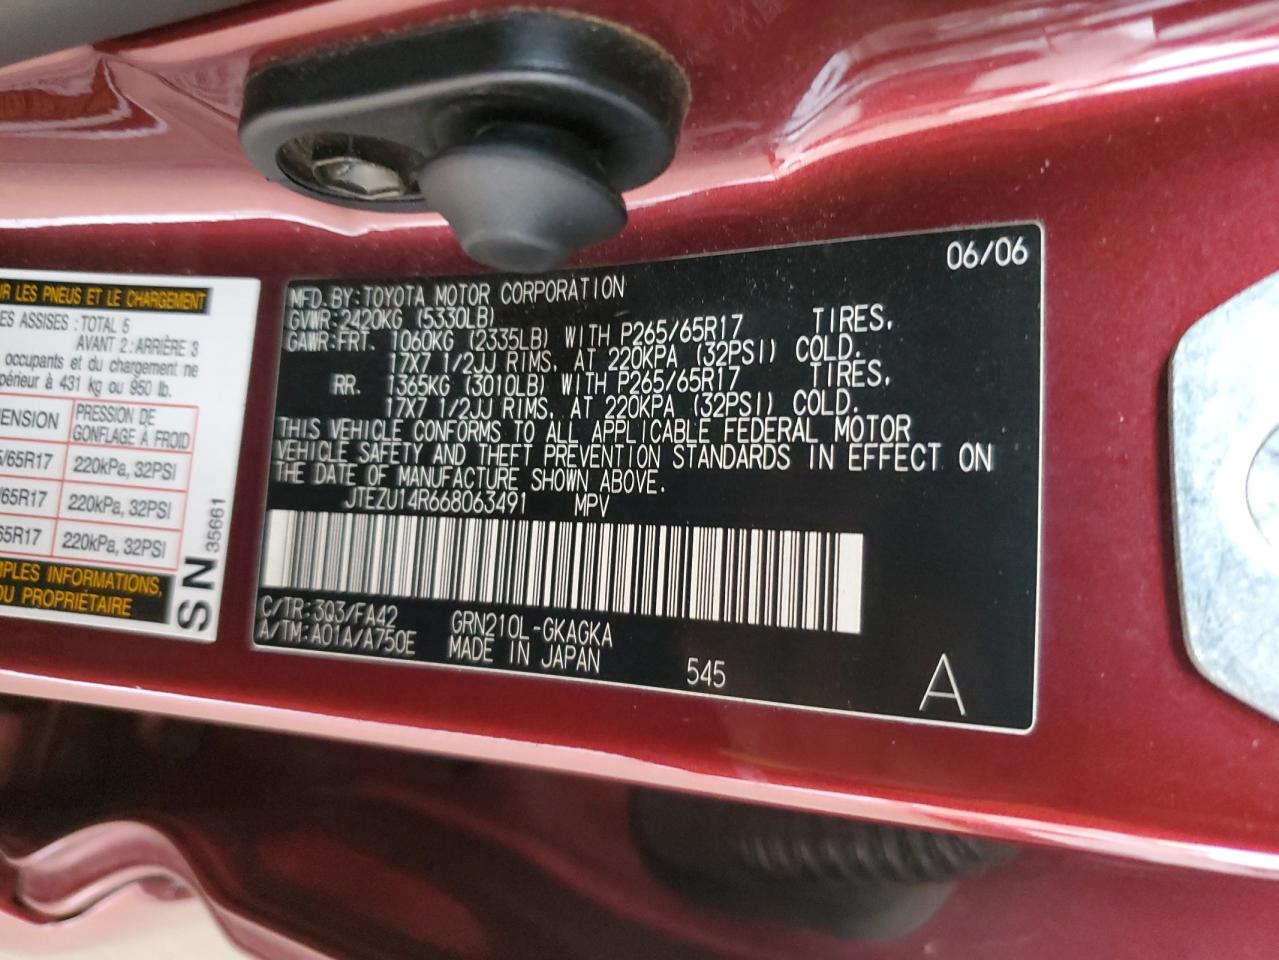 R LES PNEUS ET LE CHARGEMENT
ES ASSISES : TOTAL 5
AVANT 2 : ARRIÈRE 3
occupants et du chargement ne
périeur à 431 kg ou 950 lb.
ENSION PRESSION DE
GONFLAGE À FROID
/65R17 220kPa, 32PSI
65R17 220kPa, 32PSI
65R17 220kPa, 32PSI
MPLES INFORMATIONS,
DU PROPRIÉTAIRE
SN 35661
06/06
MFD. BY: TOYOTA MOTOR CORPORATION
GVWR: 2420KG (5330LB)
GAWR: FRT. 1060KG (2335LB) WITH P265/65R17 TIRES,
17X7 1/2JJ RIMS, AT 220KPA (32PSI) COLD.
RR. 1365KG (3010LB) WITH P265/65R17 TIRES,
17X7 1/2JJ RIMS, AT 220KPA (32PSI) COLD.
THIS VEHICLE CONFORMS TO ALL APPLICABLE FEDERAL MOTOR
VEHICLE SAFETY AND THEFT PREVENTION STANDARDS IN EFFECT ON
THE DATE OF MANUFACTURE SHOWN ABOVE.
JTEZU14R668063491 MPV
C/TR: 3Q3/FA42 GRN210L-GKAGKA
A/TM: A01A/A750E MADE IN JAPAN 545 A